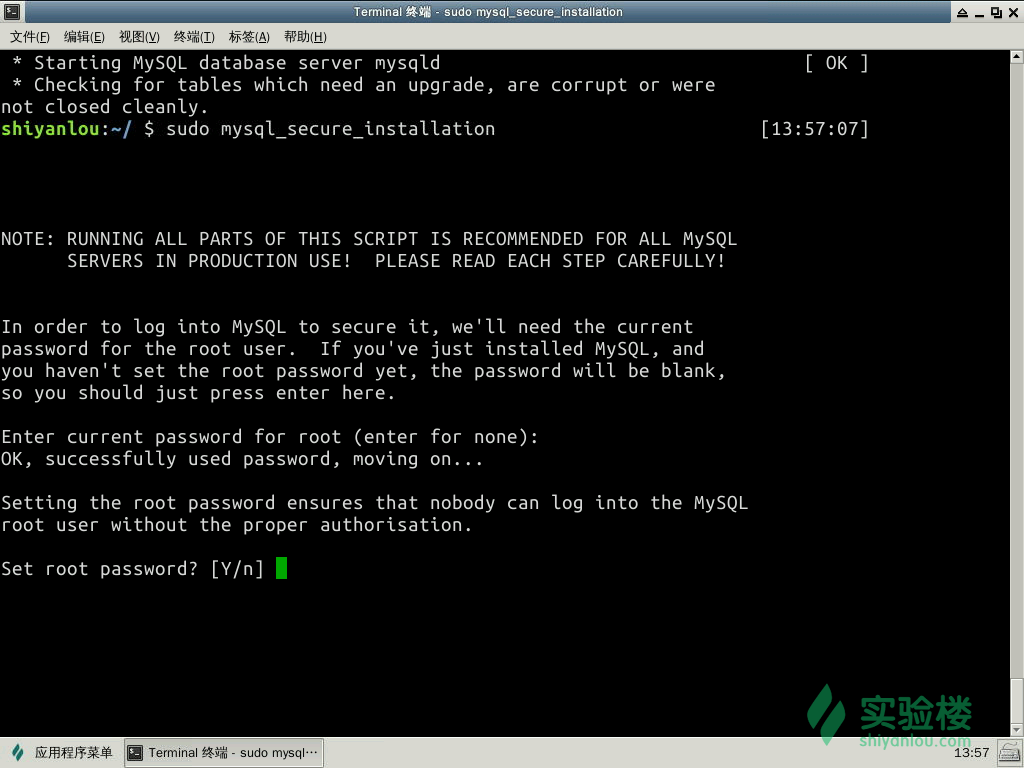 Terminal 终端 - sudo mysql_secure_installation
文件(F) 编辑(E) 视图(V) 终端(T) 标签(A) 帮助(H)
* Starting MySQL database server mysqld [ OK ]
* Checking for tables which need an upgrade, are corrupt or were
not closed cleanly.
shiyanlou:~/ $ sudo mysql_secure_installation [13:57:07]
NOTE: RUNNING ALL PARTS OF THIS SCRIPT IS RECOMMENDED FOR ALL MySQL
SERVERS IN PRODUCTION USE!  PLEASE READ EACH STEP CAREFULLY!
In order to log into MySQL to secure it, we'll need the current
password for the root user.  If you've just installed MySQL, and
you haven't set the root password yet, the password will be blank,
so you should just press enter here.
Enter current password for root (enter for none):
OK, successfully used password, moving on...
Setting the root password ensures that nobody can log into the MySQL
root user without the proper authorisation.
Set root password? [Y/n]
实验楼
shiyanlou.com
应用程序菜单 Terminal 终端 - sudo mysql… 13:57